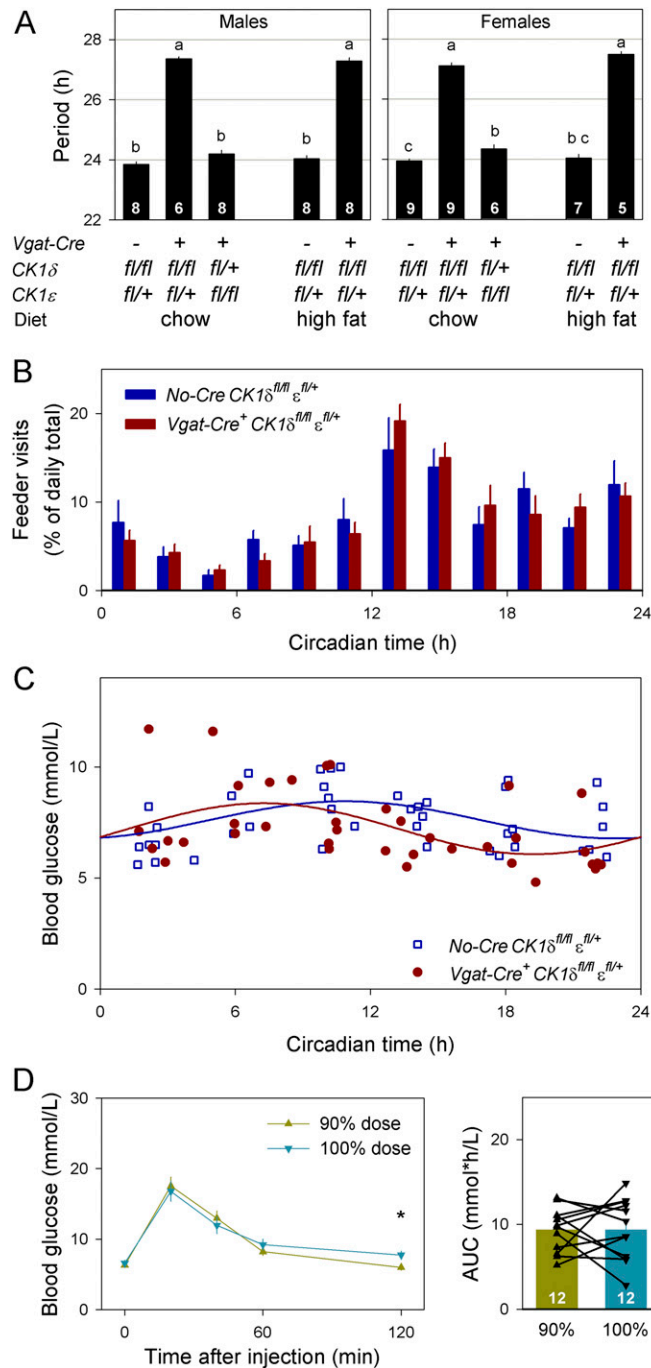 A
Males
Females
Period (h)
28
26
24
22
b
a
b
b
a
c
a
b
b c
a
8
6
8
8
8
9
9
6
7
5
Vgat-Cre - + + - + - + + - +
CK1δ fl/fl fl/fl fl/+ fl/fl fl/fl fl/fl fl/fl fl/+ fl/fl fl/fl
CK1ε fl/+ fl/+ fl/fl fl/+ fl/+ fl/+ fl/+ fl/fl fl/+ fl/+
Diet chow high fat chow high fat
B
No-Cre CK1δfl/fl εfl/+
Vgat-Cre+ CK1δfl/fl εfl/+
Feeder visits
(% of daily total)
20
10
0
0 6 12 18 24
Circadian time (h)
C
Blood glucose (mmol/L)
10
5
0
No-Cre CK1δfl/fl εfl/+
Vgat-Cre+ CK1δfl/fl εfl/+
0 6 12 18 24
Circadian time (h)
D
Blood glucose (mmol/L)
30
20
10
0
90% dose
100% dose
*
0 60 120
Time after injection (min)
AUC (mmol*h/L)
20
10
0
12 12
90% 100%